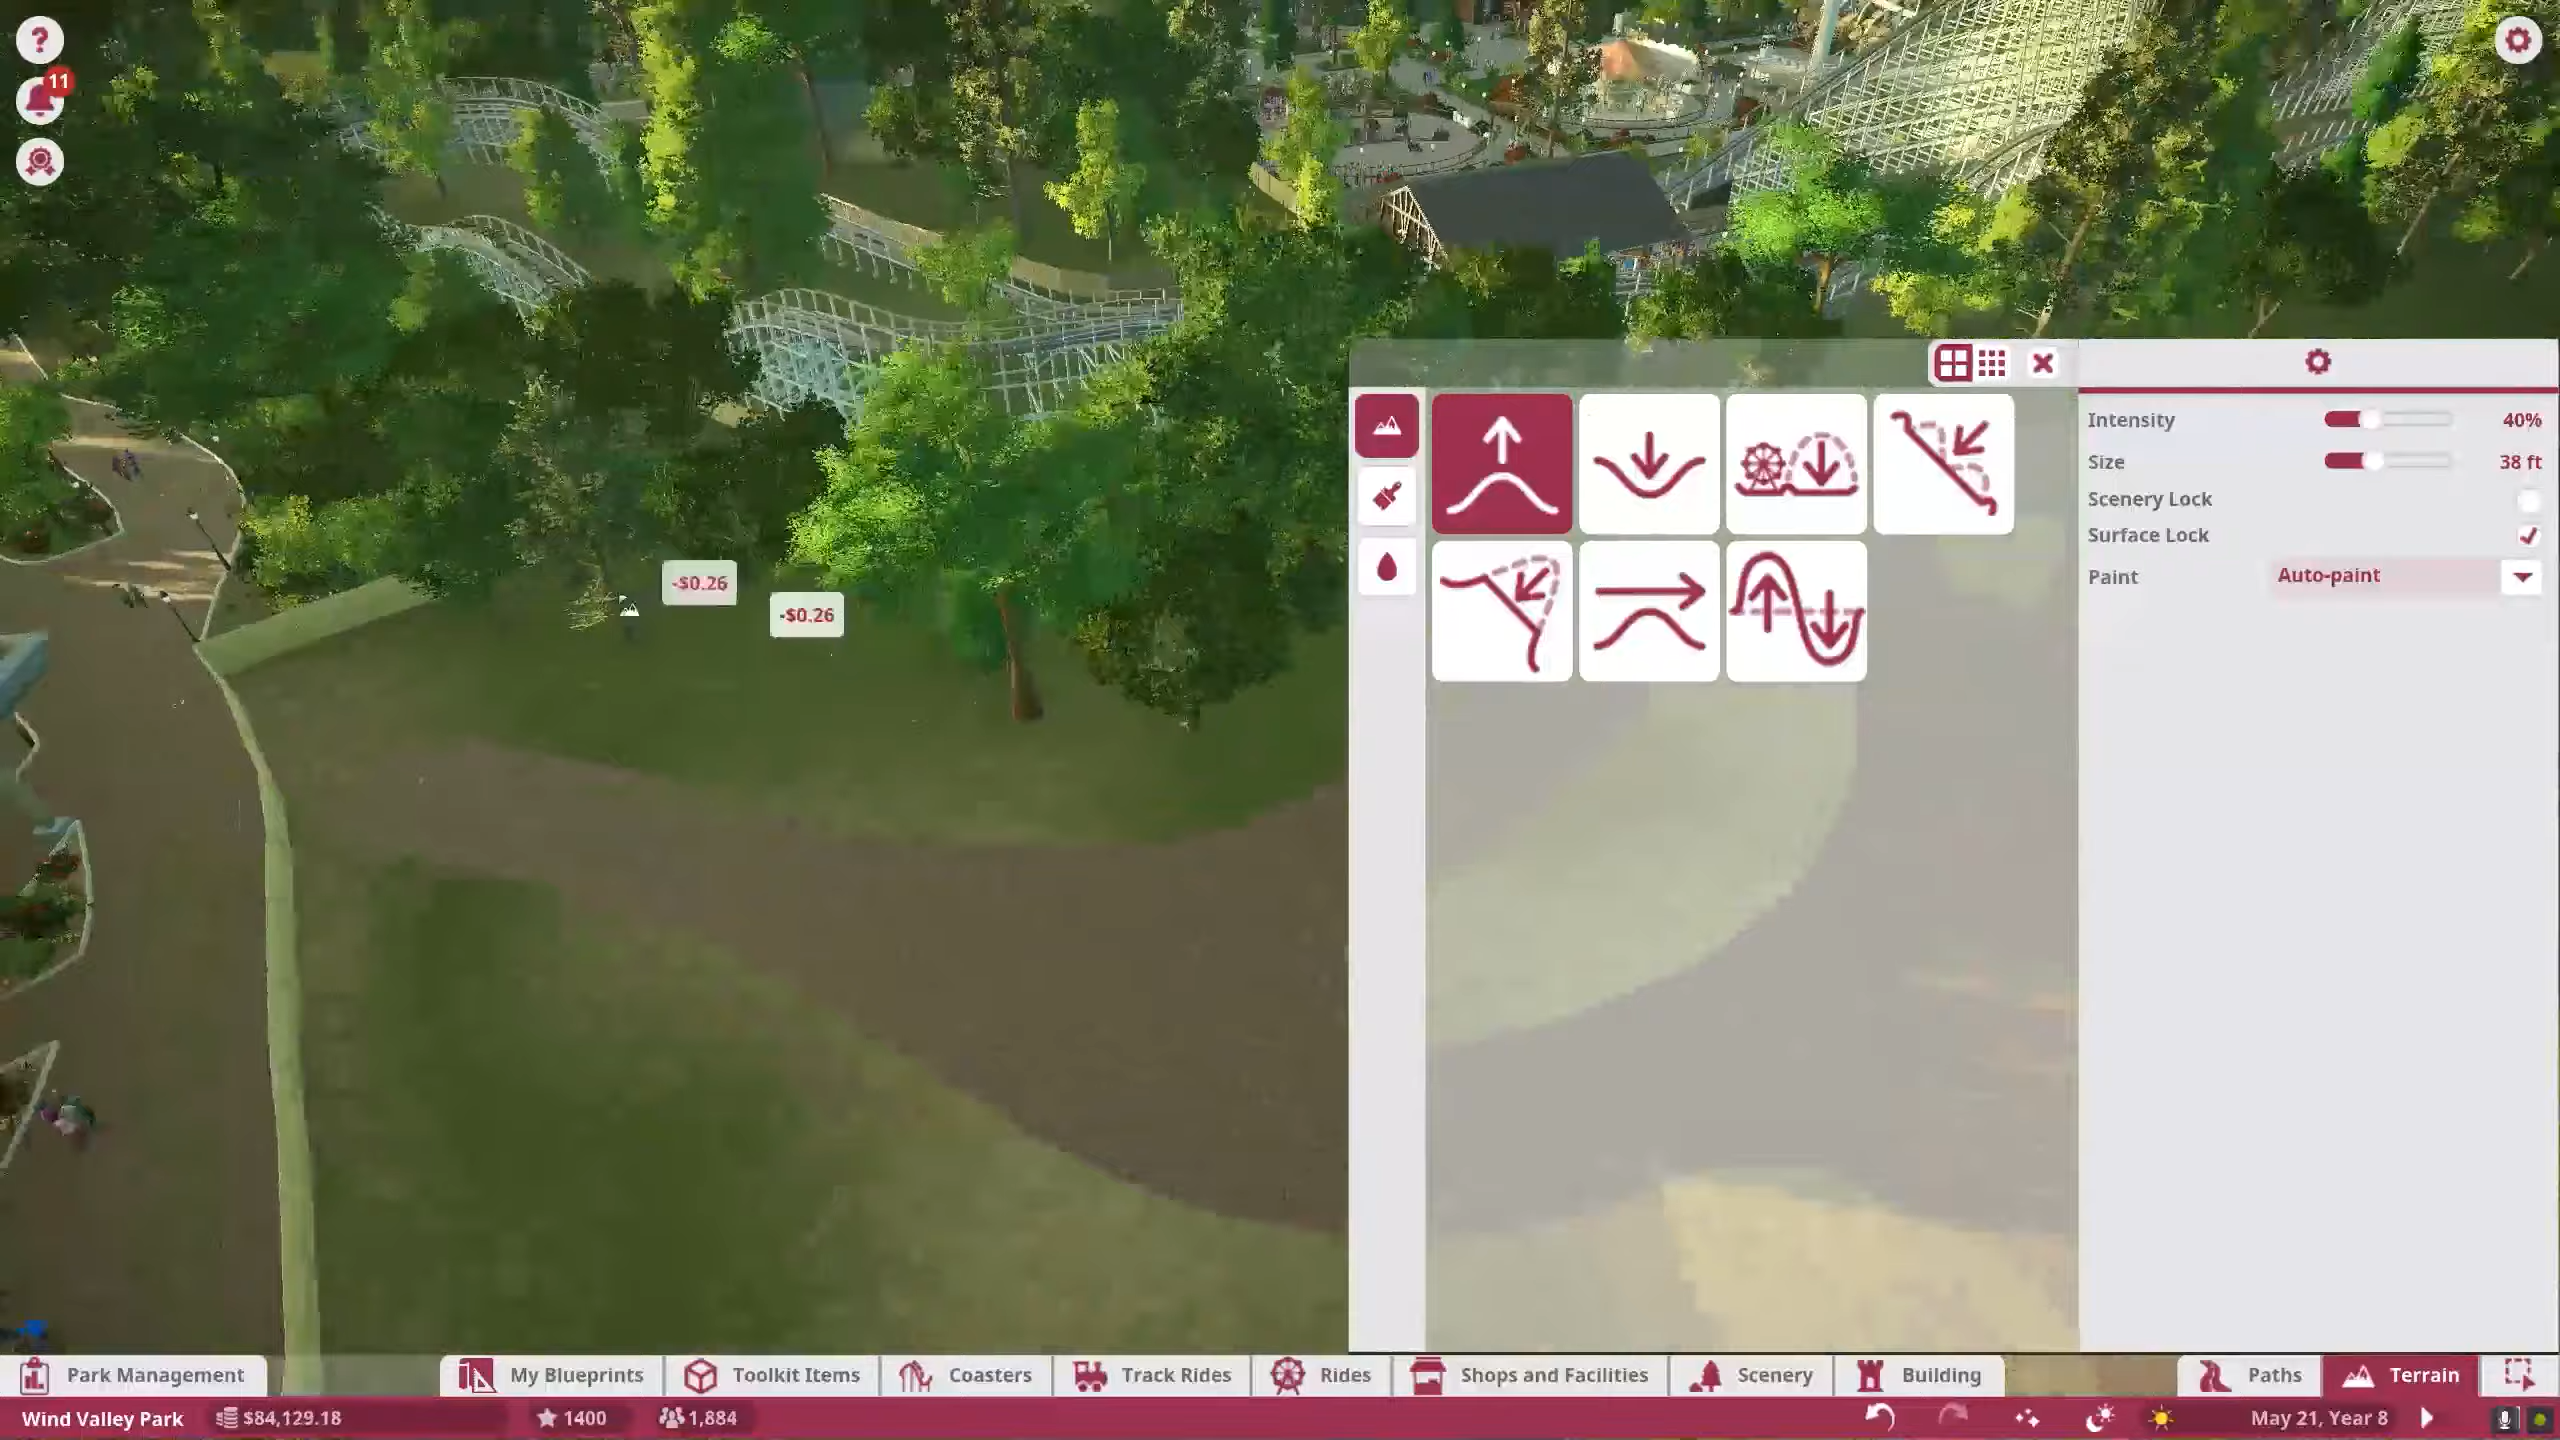 ?
11
Intensity 40%
Size 38 ft
Scenery Lock
Surface Lock
Paint Auto-paint
-$0.26
-$0.26
Park Management
My Blueprints
Toolkit Items
Coasters
Track Rides
Rides
Shops and Facilities
Scenery
Building
Paths
Terrain
Wind Valley Park
$84,129.18
1400
1,884
May 21, Year 8